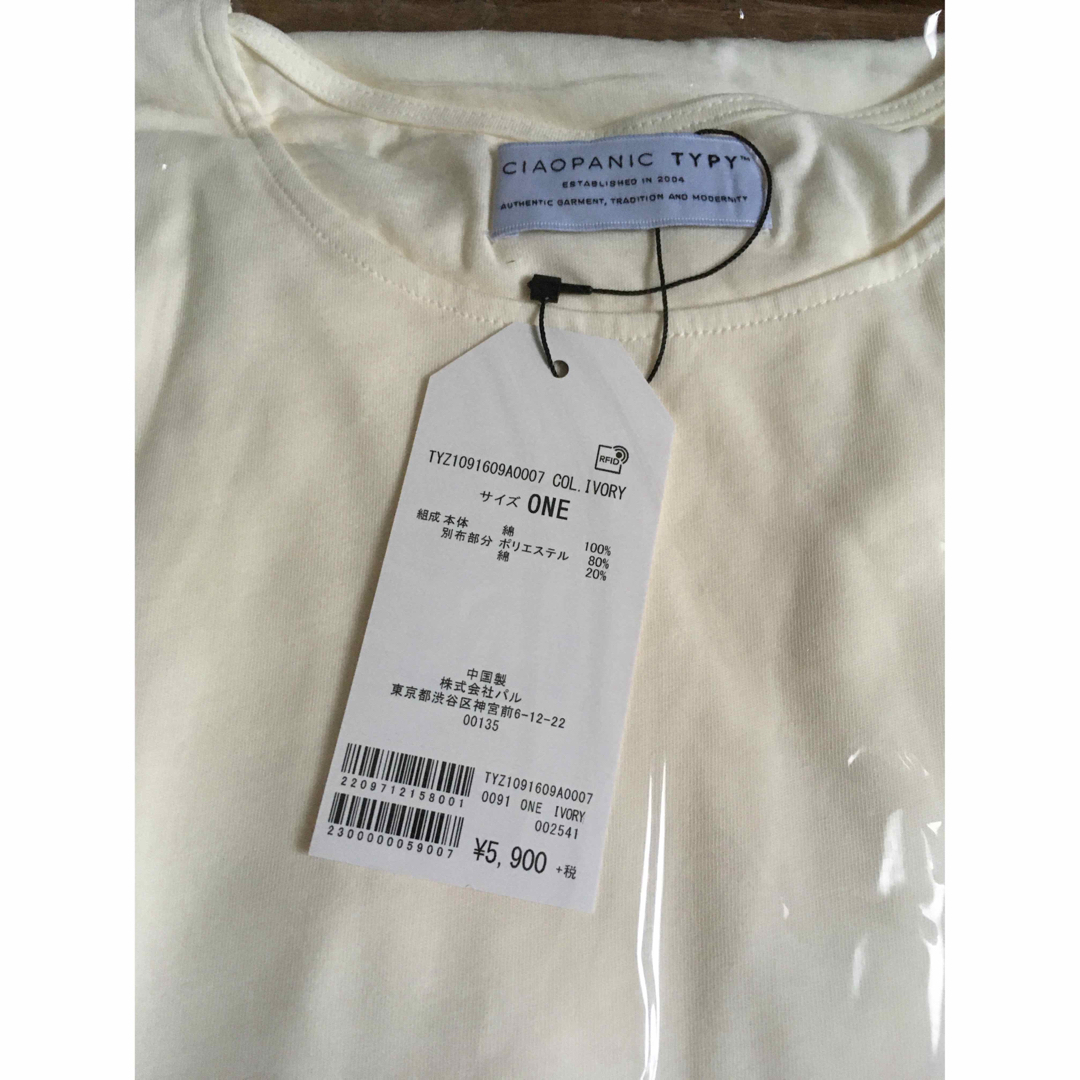 CIAOPANIC TYPY™
ESTABLISHED IN 2004
AUTHENTIC GARMENT, TRADITION AND MODERNITY
RFID
TYZ1091609A0007 COL.IVORY
サイズ ONE
組成 本体 綿 100%
別布部分 ポリエステル 80%
綿 20%
中国製
株式会社パル
東京都渋谷区神宮前6-12-22
00135
2209712158001
TYZ1091609A0007
0091 ONE IVORY
002541
2300000059007
¥5,900 +税